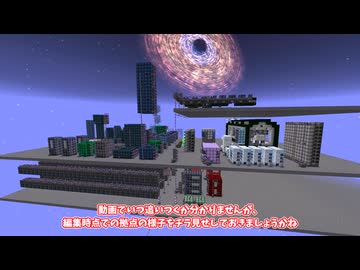 動画でいつ追いつくか分かりませんが、
編集時点での拠点の様子をチラ見せしておきましょうかね